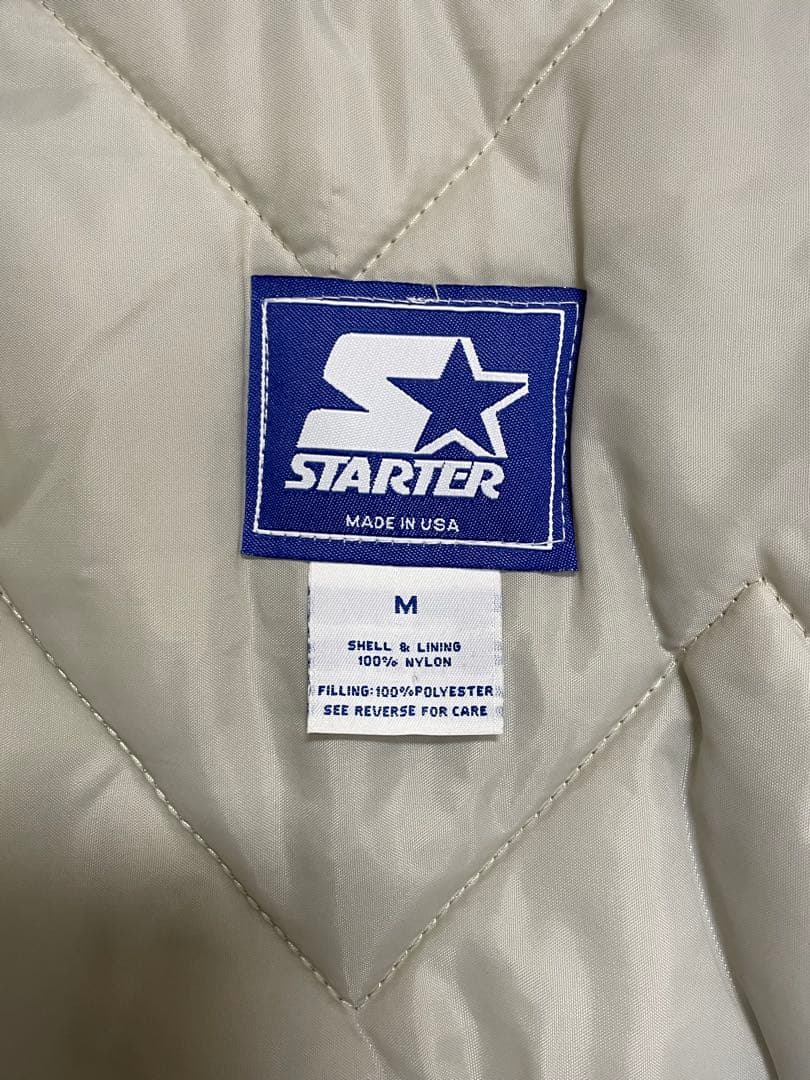 STARTER
MADE IN USA
M
SHELL & LINING
100% NYLON
FILLING:100%POLYESTER
SEE REVERSE FOR CARE